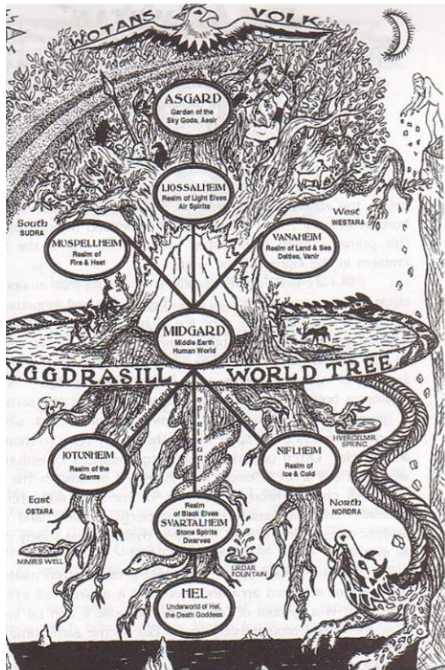 WOTANS VOLK
ASGARD
Garden of the
Sky Gods, Aesir
LJOSSALHEIM
Realm of Light Elves
Air Spirits
South
SUDRA
West
WESTARA
MUSPELLHEIM
Realm of
Fire & Heat
VANAHEIM
Realm of Land & Sea
Deities, Vanir
MIDGARD
Middle Earth
Human World
YGGDRASILL WORLD TREE
HVERGELMIR
SPRING
JOTUNHEIM
Realm of the
Giants
NIFLHEIM
Realm of
Ice & Cold
East
OSTARA
North
NORDRA
Realm
of Black Elves
SVARTALHEIM
Stone Spirits
Dwarves
MIMIRS WELL
URDAR
FOUNTAIN
HEL
Underworld of Hel,
the Death Goddess